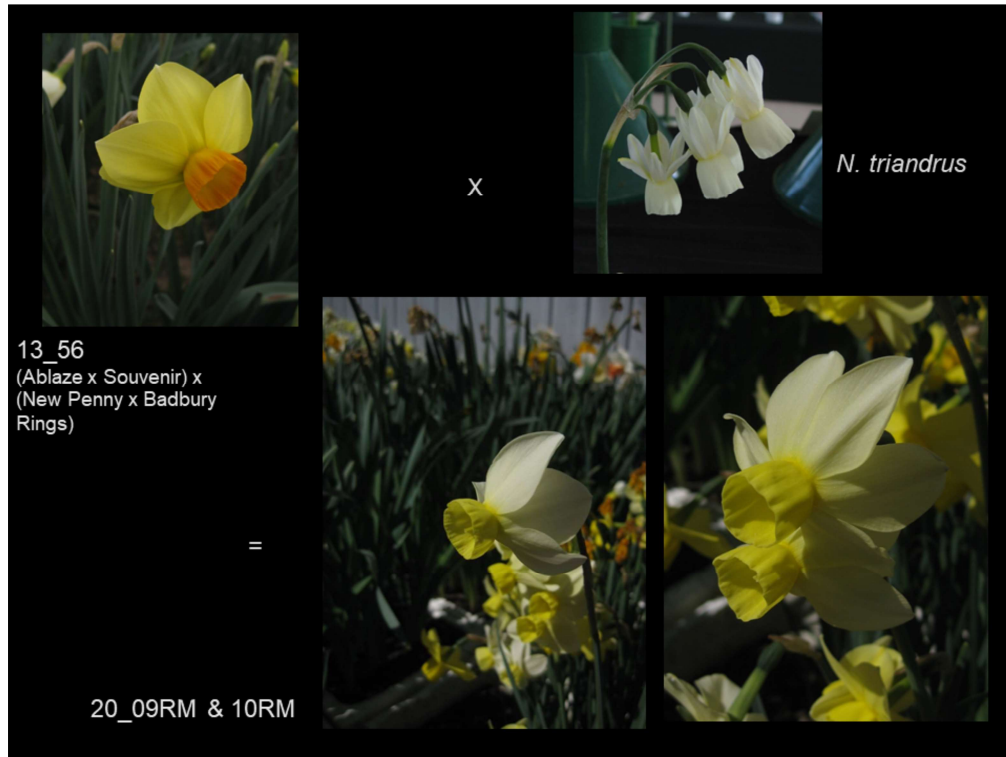 X
N. triandrus
13_56
(Ablaze x Souvenir) x
(New Penny x Badbury
Rings)
=
20_09RM & 10RM